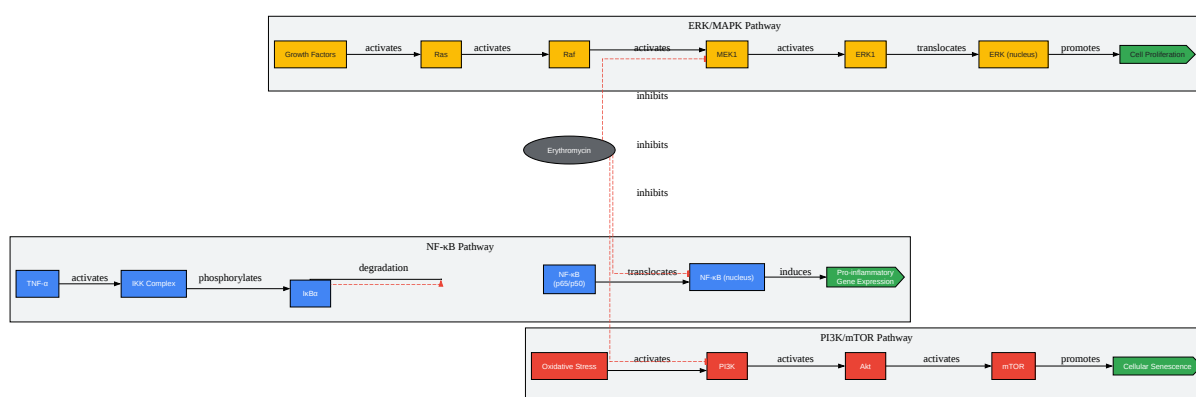 ERK/MAPK Pathway
Growth Factors
activates
Ras
activates
Raf
activates
MEK1
activates
ERK1
translocates
ERK (nucleus)
promotes
Cell Proliferation
inhibits
Erythromycin
inhibits
inhibits
NF-κB Pathway
TNF-α
activates
IKK Complex
phosphorylates
IκBα
degradation
NF-κB
(p65/p50)
translocates
NF-κB (nucleus)
induces
Pro-inflammatory
Gene Expression
PI3K/mTOR Pathway
Oxidative Stress
activates
PI3K
activates
Akt
activates
mTOR
promotes
Cellular Senescence